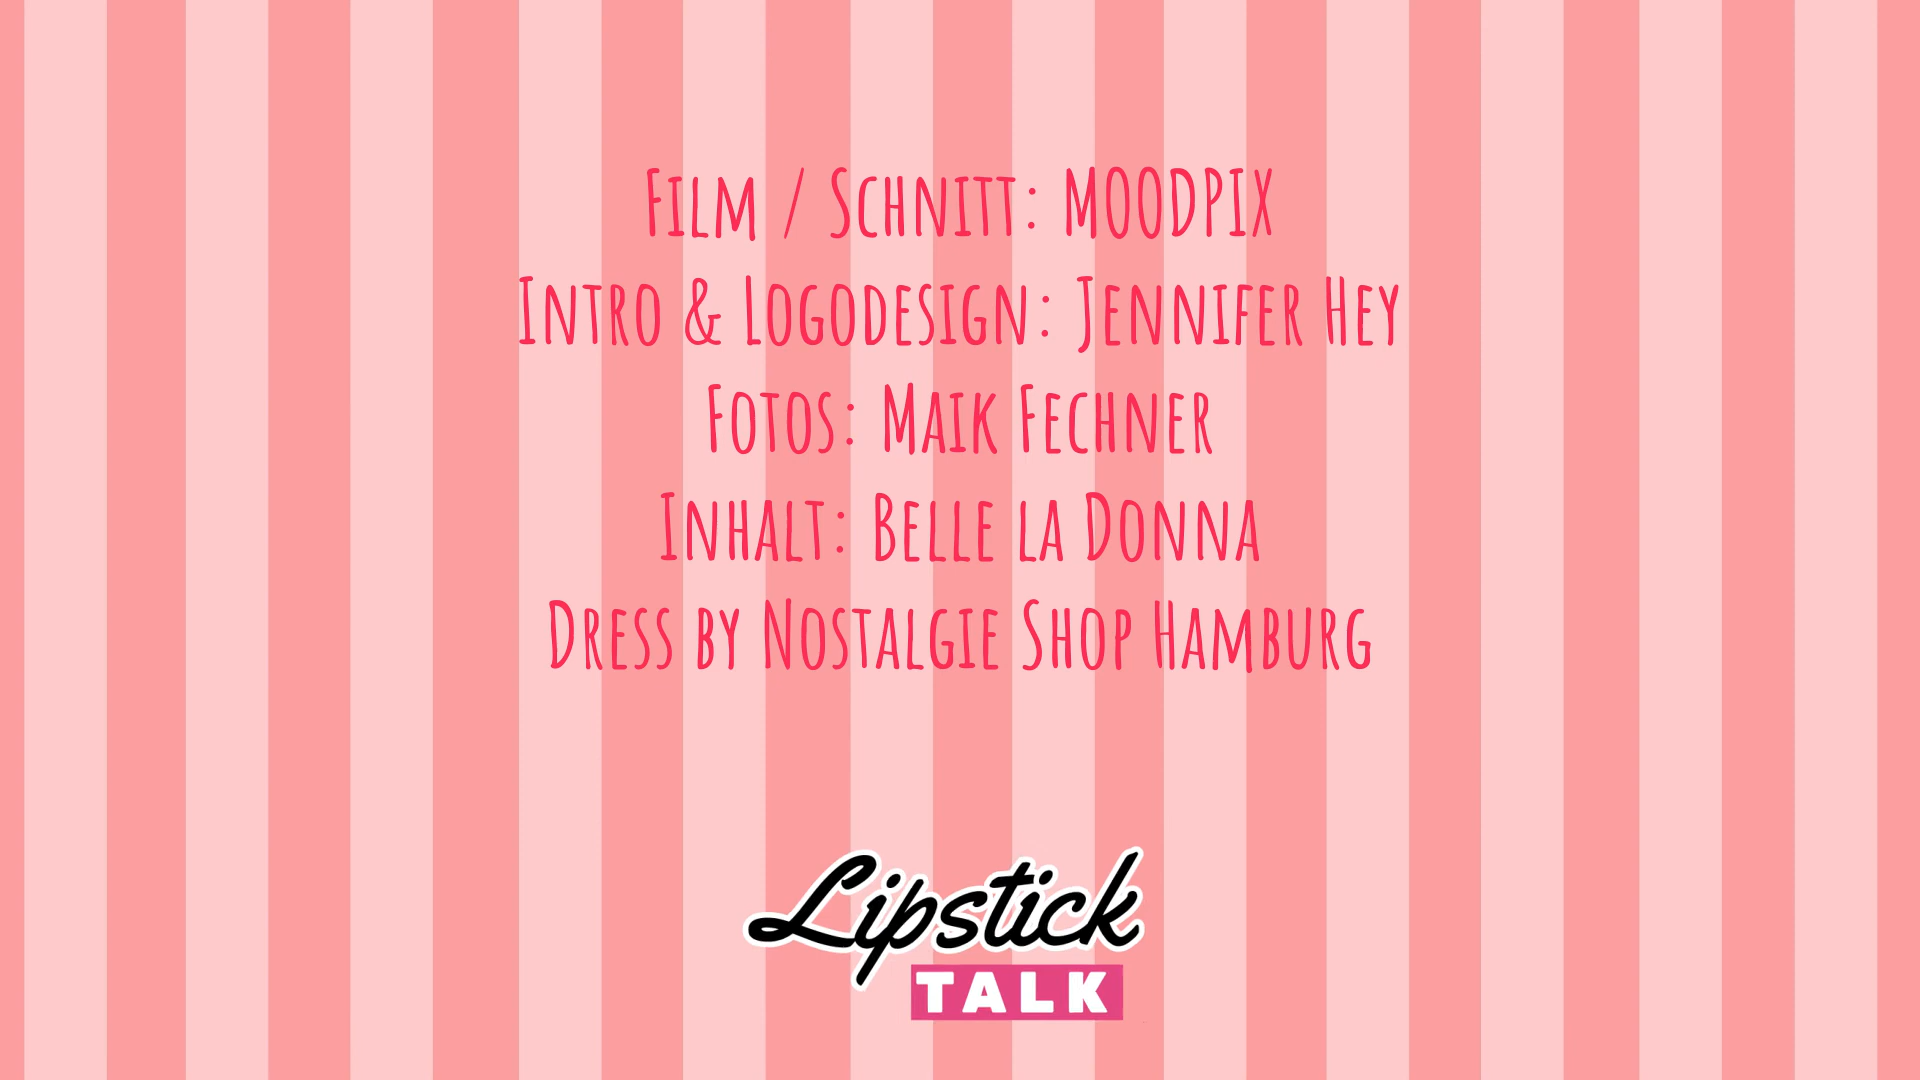 Film / Schnitt: MOODPIX
Intro & Logodesign: Jennifer Hey
Fotos: Maik Fechner
Inhalt: Belle la Donna
Dress by Nostalgie Shop Hamburg
Lipstick
TALK